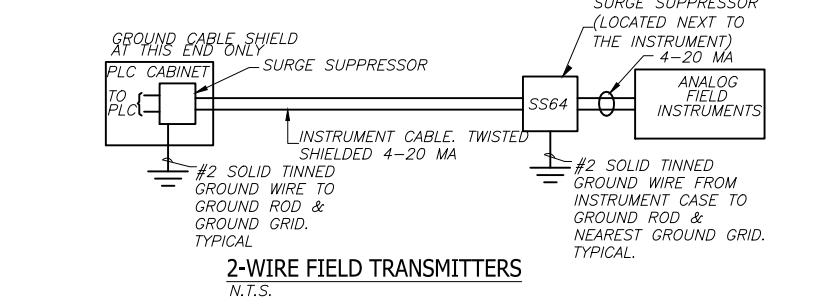 SURGE SUPPRESSOR
(LOCATED NEXT TO
THE INSTRUMENT)
4-20 MA
GROUND CABLE SHIELD
AT THIS END ONLY
PLC CABINET
SURGE SUPPRESSOR
TO
PLC
SS64
ANALOG
FIELD
INSTRUMENTS
INSTRUMENT CABLE. TWISTED
SHIELDED 4-20 MA
#2 SOLID TINNED
GROUND WIRE TO
GROUND ROD &
GROUND GRID.
TYPICAL
#2 SOLID TINNED
GROUND WIRE FROM
INSTRUMENT CASE TO
GROUND ROD &
NEAREST GROUND GRID.
TYPICAL.
2-WIRE FIELD TRANSMITTERS
N.T.S.